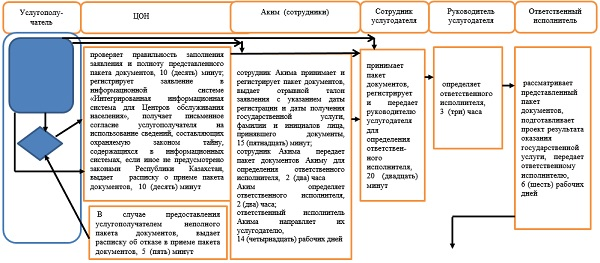 Услугополу-
чатель
ЦОН
Аким (сотрудники)
Сотрудник
услугодателя
Руководитель
услугодателя
Ответственный
исполнитель
проверяет правильность заполнения
заявления и полноту представленного
пакета документов, 10 (десять) минут;
регистрирует заявление в
информационной системе
«Интегрированная информационная
система для Центров обслуживания
населения», получает письменное
согласие услугополучателя на
использование сведений, составляющих
охраняемую законом тайну,
содержащихся в информационных
системах, если иное не предусмотрено
законами Республики Казахстан,
выдает расписку о приеме пакета
документов, 10 (десять) минут
В случае предоставления
услугополучателем неполного
пакета документов, выдает
расписку об отказе в приеме пакета
документов, 5 (пять) минут
сотрудник Акима принимает и
регистрирует пакет документов,
выдает отрывной талон
заявления с указанием даты
регистрации и даты получения
государственной услуги,
фамилии и инициалов лица,
принявшего документы,
15 (пятнадцать) минут;
сотрудник Акима передает
пакет документов Акиму для
определения ответственного
исполнителя, 2 (два) часа
Аким определяет
ответственного исполнителя,
2 (два) часа;
ответственный исполнитель
Акима направляет их
услугодателю,
14 (четырнадцать) рабочих дней
принимает
пакет
документов,
регистрирует
и передает
руководителю
услугодателя
для
определения
ответствен-
ного
исполнителя,
20 (двадцать)
минут
определяет
ответственного
исполнителя,
3 (три) часа
рассматривает
представленный
пакет
документов,
подготавливает
проект результата
оказания
государственной
услуги, передает
ответственному
исполнителю,
6 (шесть) рабочих
дней